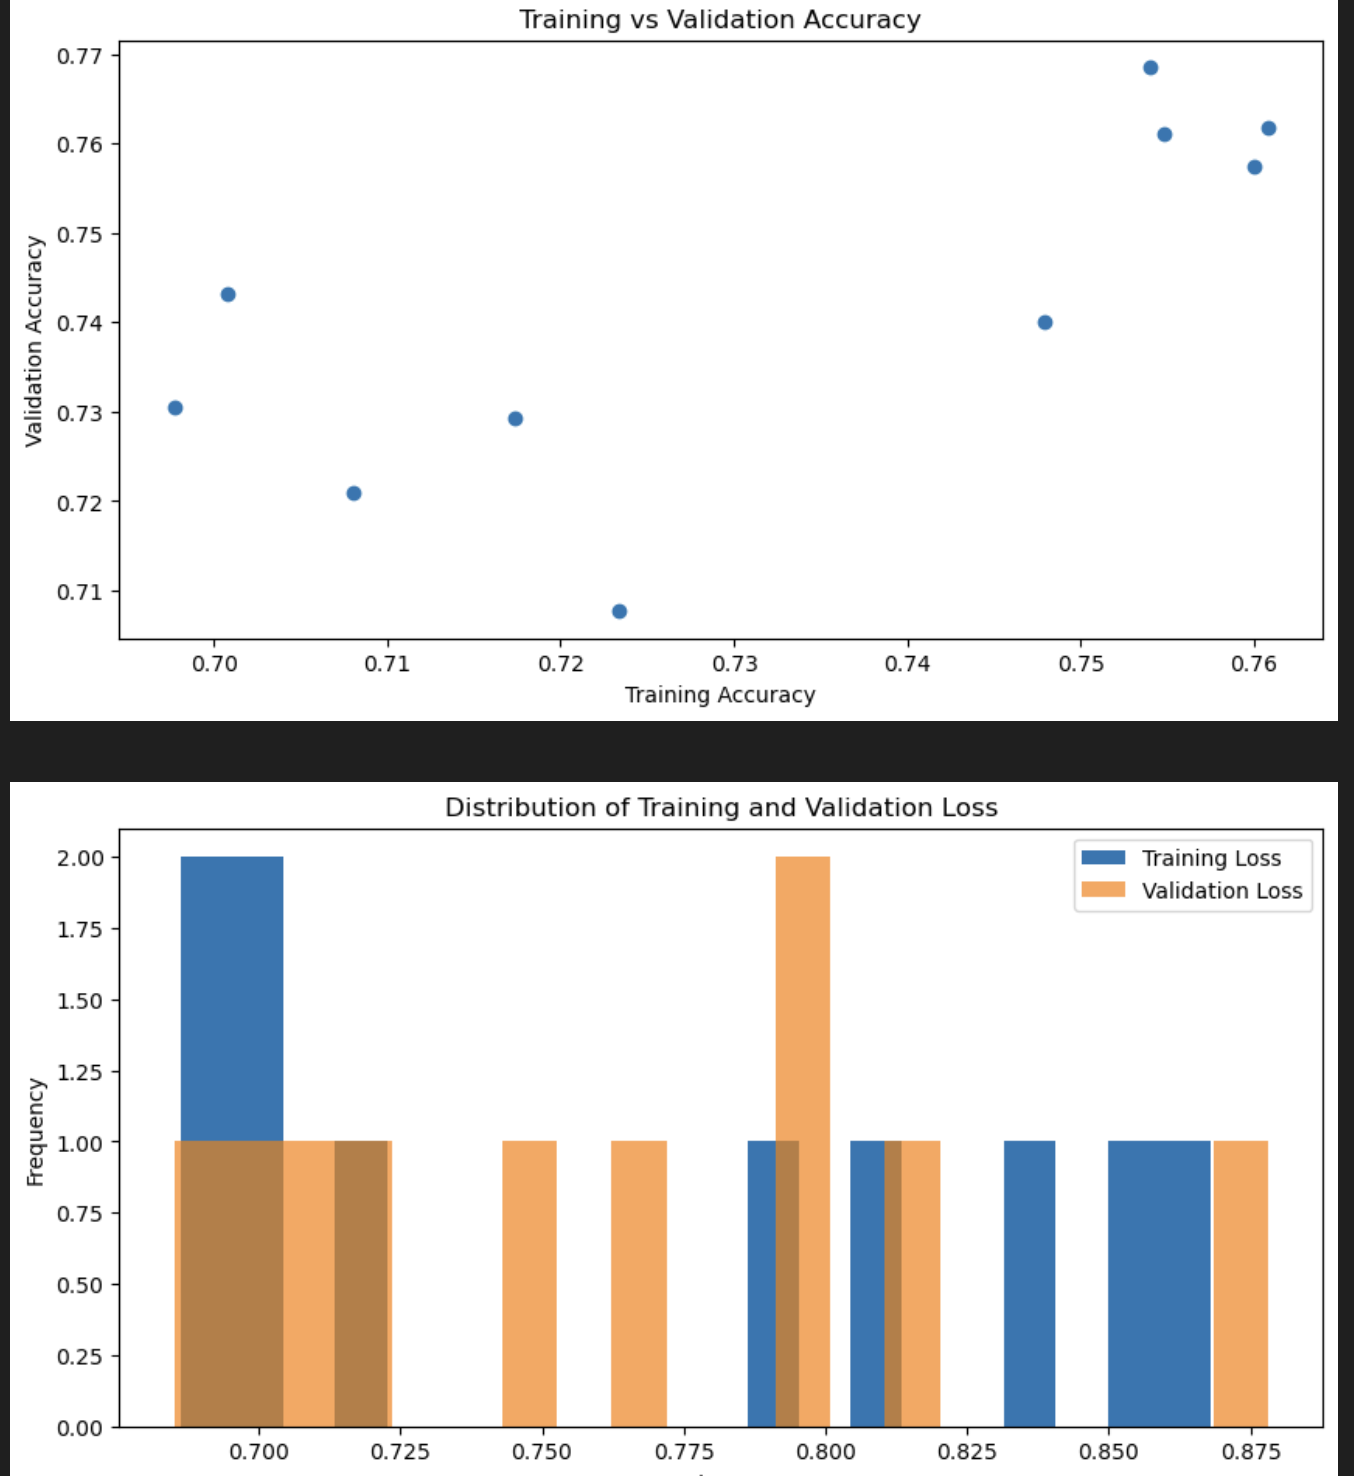 Training vs Validation Accuracy
0.77
0.76
0.75
0.74
0.73
0.72
0.71
Validation Accuracy
0.70 0.71 0.72 0.73 0.74 0.75 0.76
Training Accuracy
Distribution of Training and Validation Loss
Training Loss
Validation Loss
2.00
1.75
1.50
1.25
1.00
0.75
0.50
0.25
0.00
Frequency
0.700 0.725 0.750 0.775 0.800 0.825 0.850 0.875